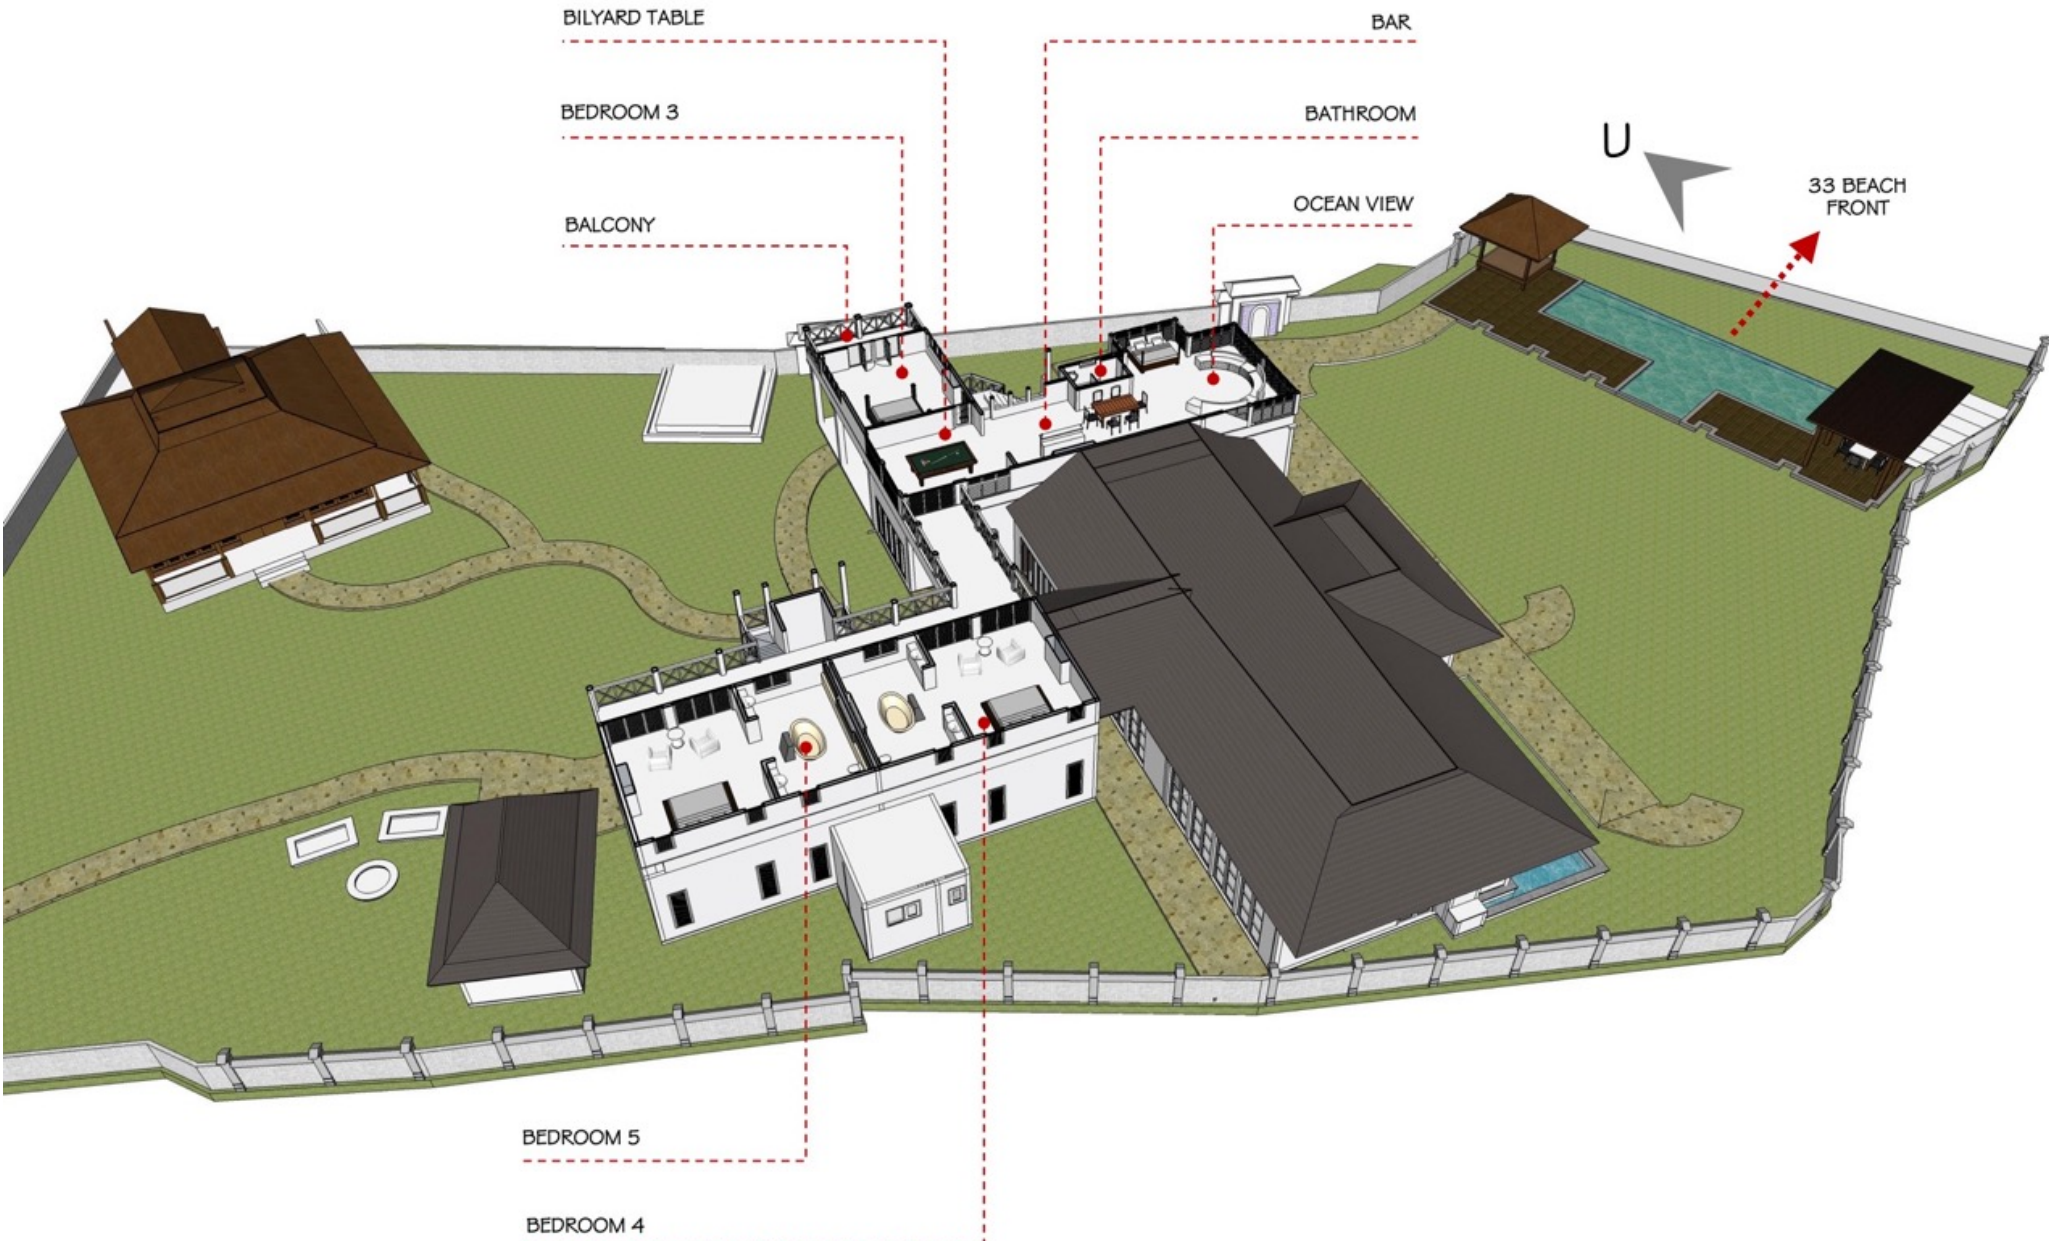 BILYARD TABLE
BAR
BEDROOM 3
BATHROOM
U
33 BEACH
FRONT
BALCONY
OCEAN VIEW
BEDROOM 5
BEDROOM 4